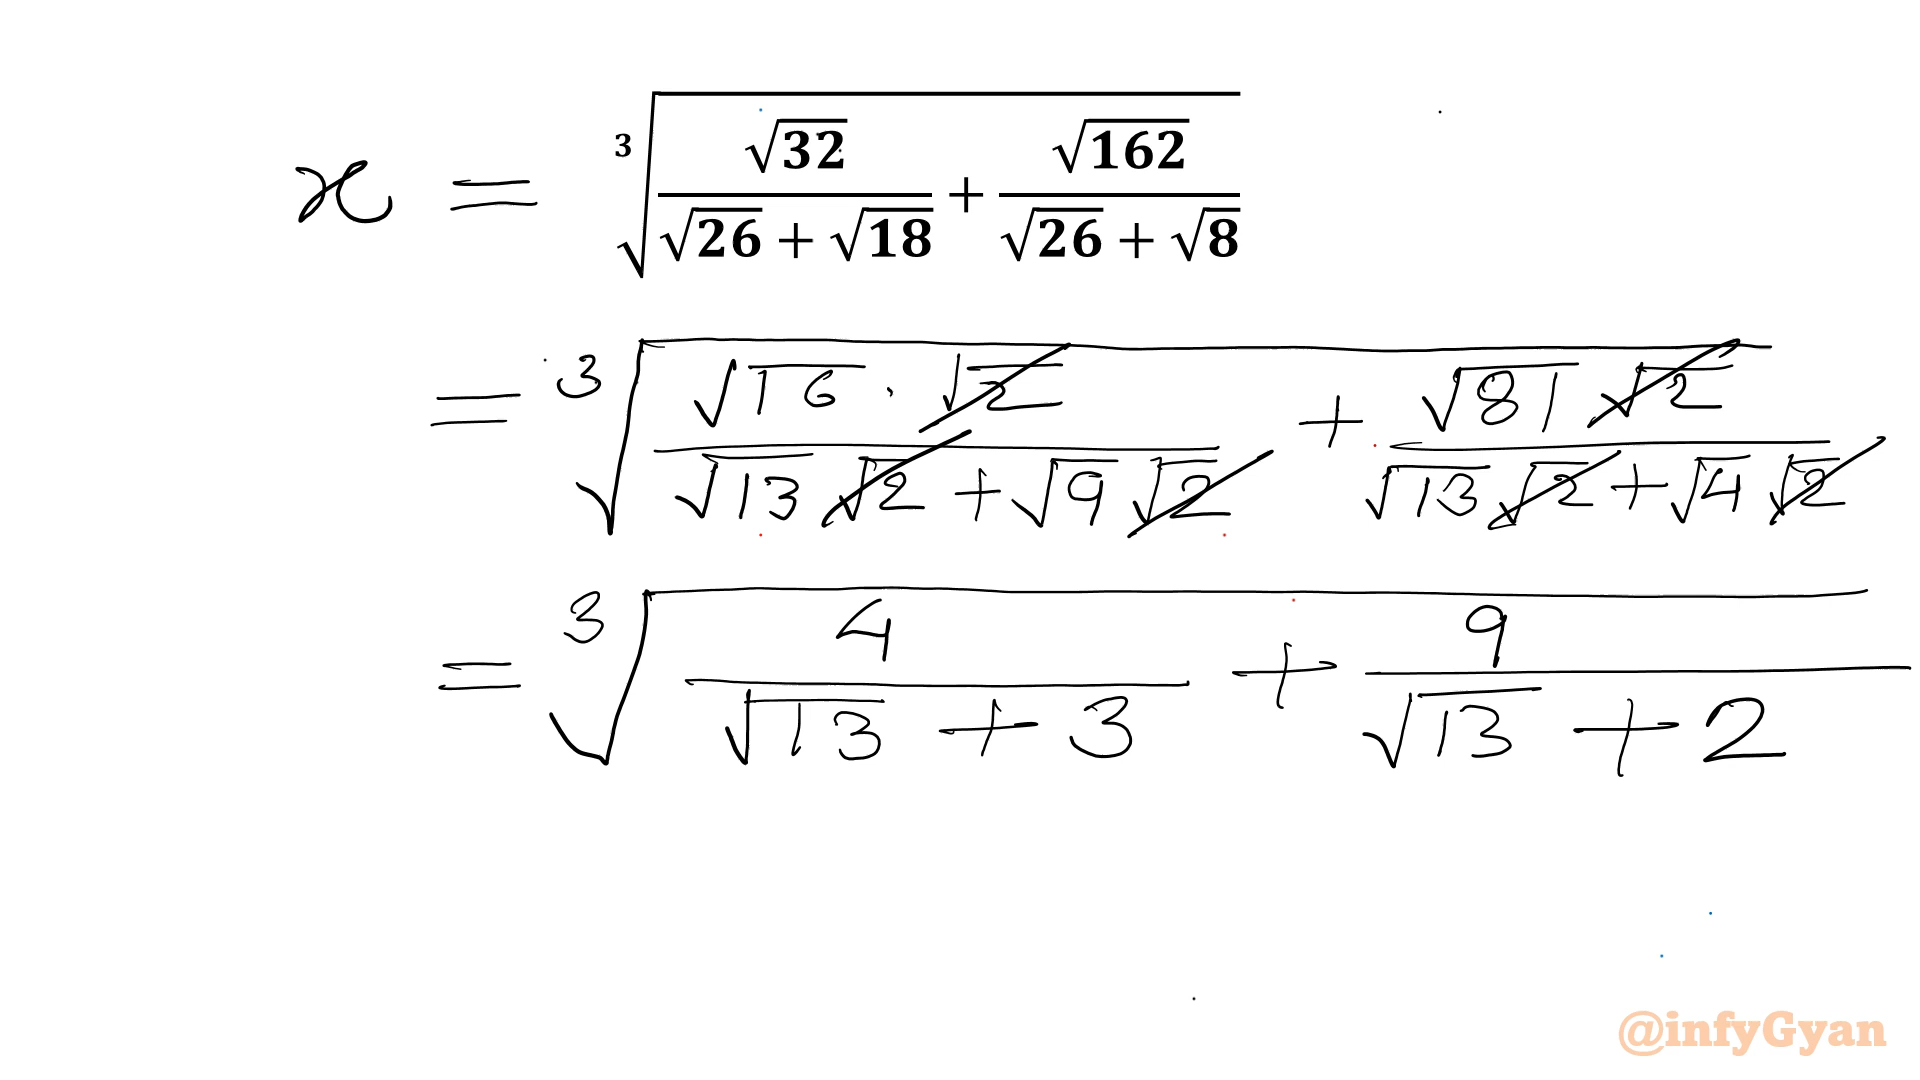 x = ∛(√32/(√26 + √18) + √162/(√26 + √8))
= ∛(√16 · √2/(√13 √2 + √9 √2) + √81 √2/(√13 √2 + √4 √2))
= ∛(4/(√13 + 3) + 9/(√13 + 2))
@infyGyan